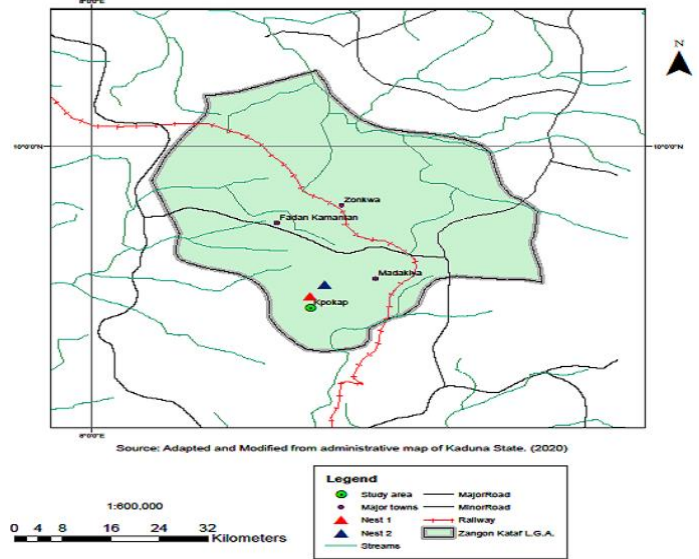 8°0'0"E
N
10°0'0"N
10°0'0"N
Zonkwa
Fadan Kamantan
Madakiya
Kpokap
8°0'0"E
Source: Adapted and Modified from administrative map of Kaduna State. (2020)
Legend
Study area
MajorRoad
Major towns
MinorRoad
Nest 1
Railway
Nest 2
Zangon Kataf L.G.A.
Streams
1:600,000
0 4 8 16 24 32
Kilometers